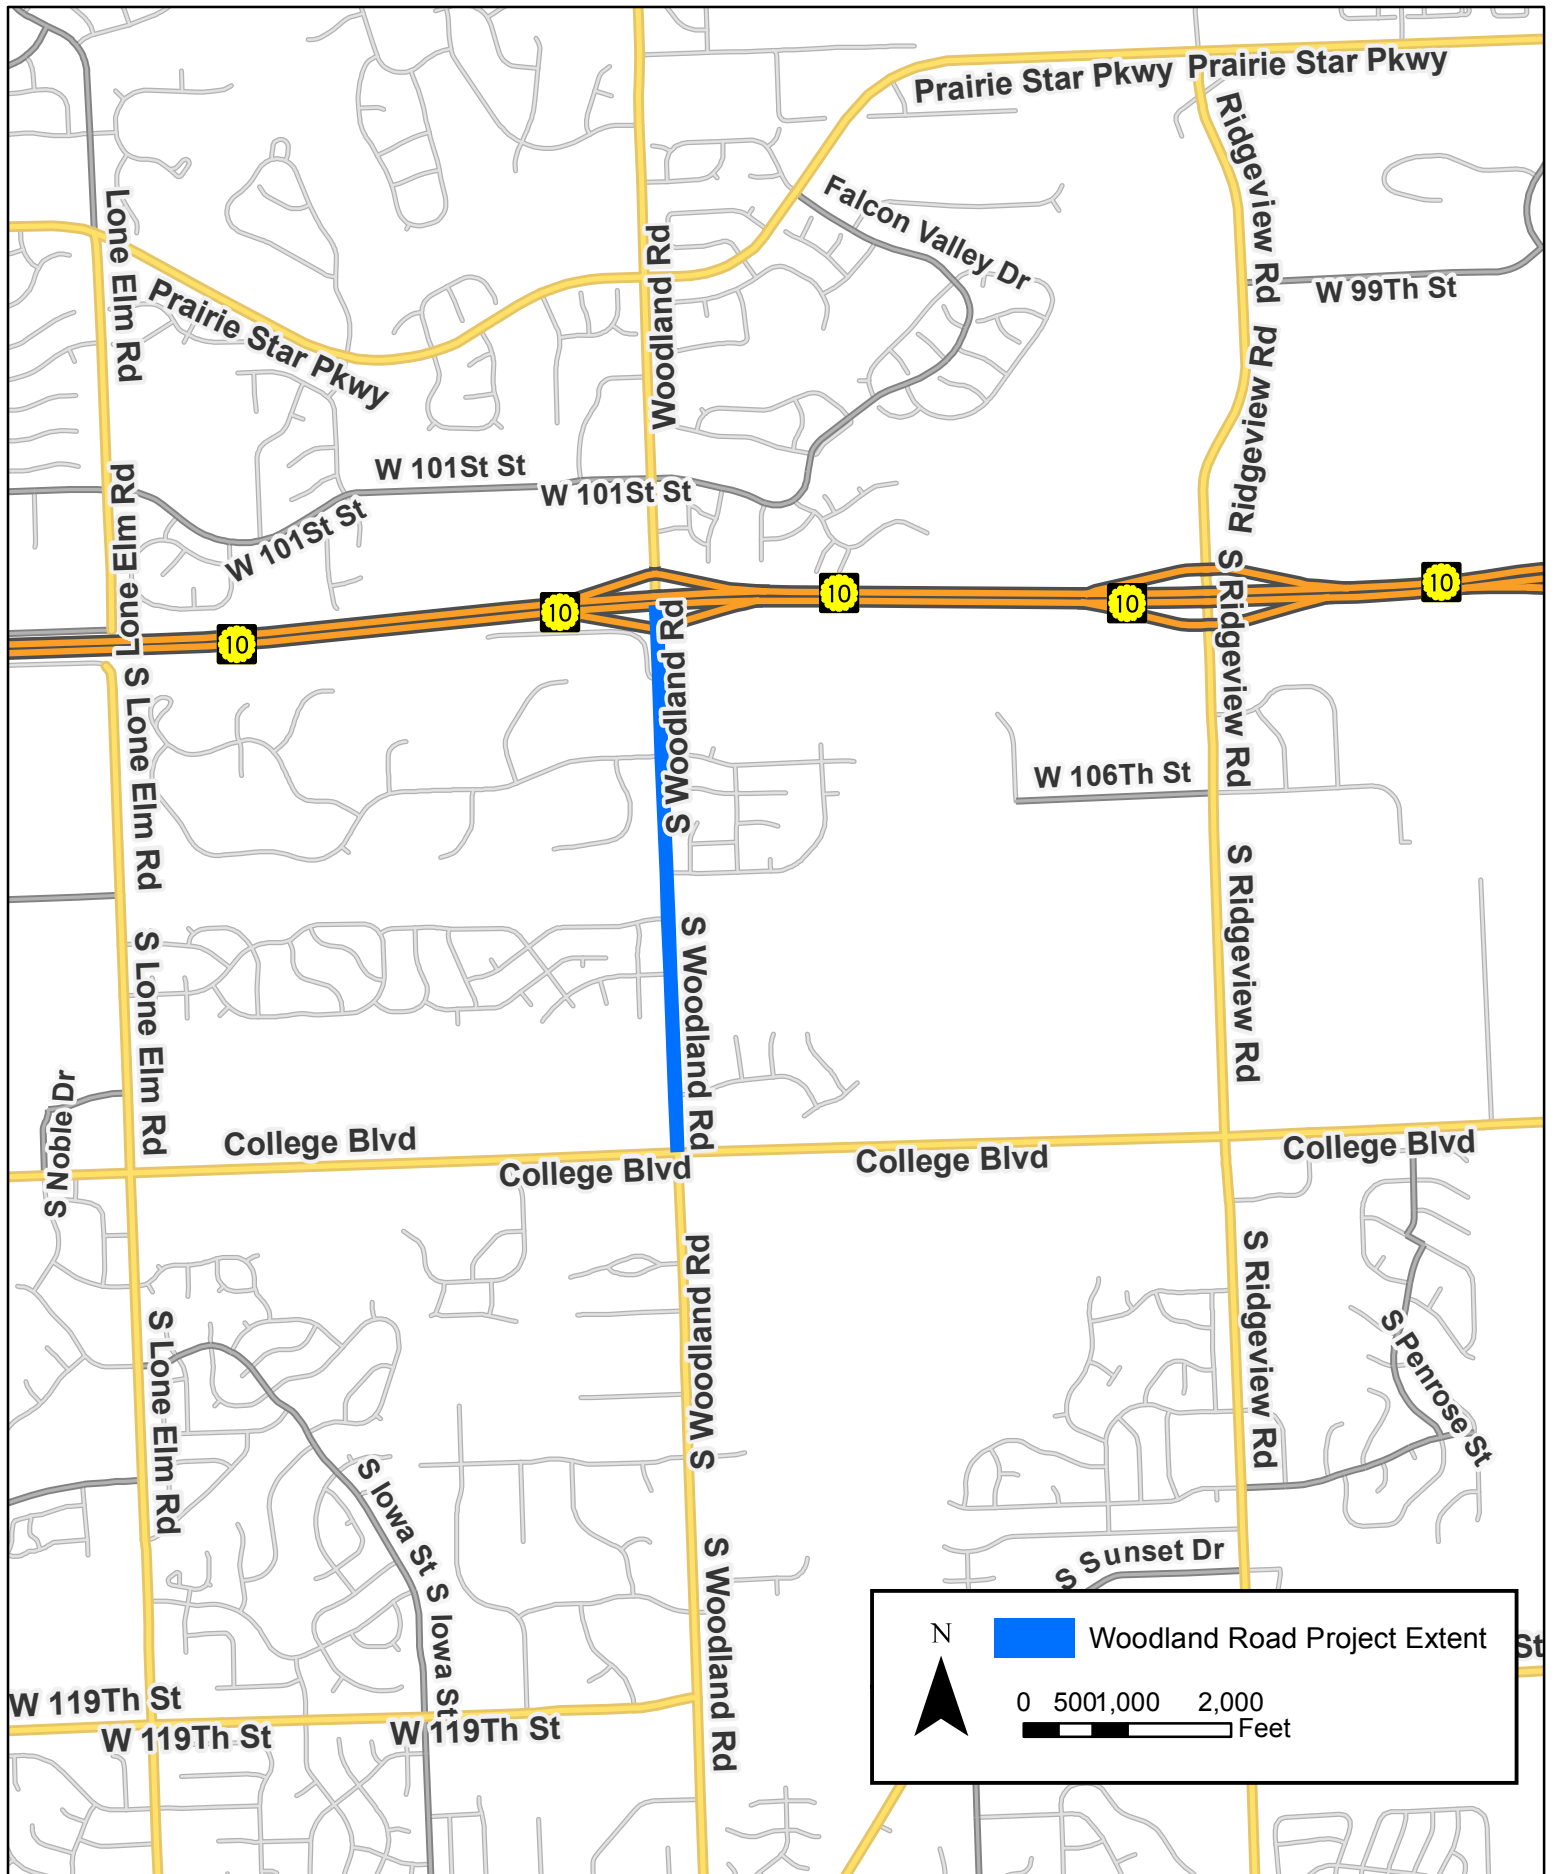 Prairie Star Pkwy
Prairie Star Pkwy
Ridgeview Rd
Falcon Valley Dr
Lone Elm Rd
Woodland Rd
Ridgeview Rd
W 99Th St
Prairie Star Pkwy
W 101St St
W 101St St
W 101St St
Lone Elm Rd
S Ridgeview Rd
10
10
10
10
10
S Woodland Rd
S Lone Elm Rd
W 106Th St
S Ridgeview Rd
S Lone Elm Rd
S Woodland Rd
S Noble Dr
College Blvd
College Blvd
College Blvd
College Blvd
S Woodland Rd
S Ridgeview Rd
S Lone Elm Rd
S Penrose St
S Iowa St
S Iowa St
S Woodland Rd
S Sunset Dr
St
N
Woodland Road Project Extent
0 500 1,000 2,000
Feet
W 119Th St
W 119Th St
W 119Th St